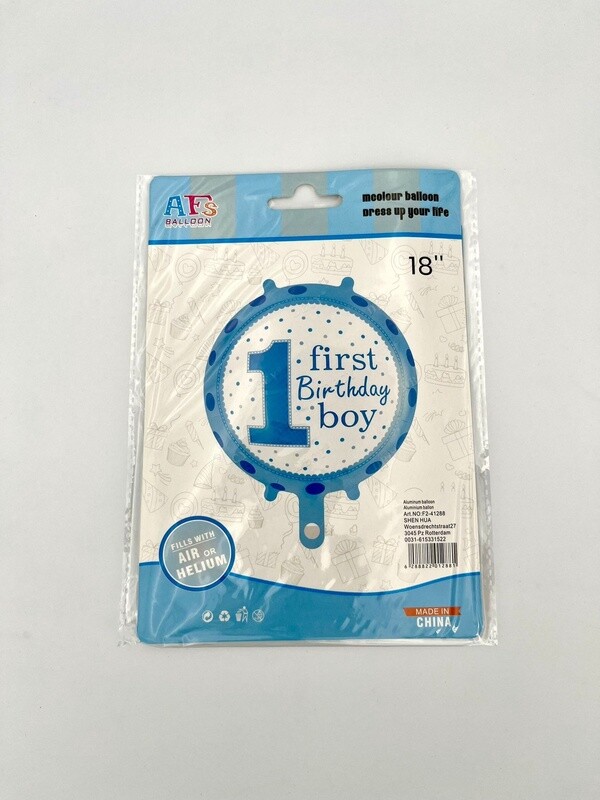 AFs
BALLOON
mcolour balloon
Dress up your life
18''
1
first
Birthday
boy
Aluminum balloon
Aluminium ballon
Art.NO:F2-41288
SHEN HUA
Woensdrechtstraat27
3045 Pz Rotterdam
0031-615331522
FILLS WITH
AIR OR
HELIUM
MADE IN
CHINA